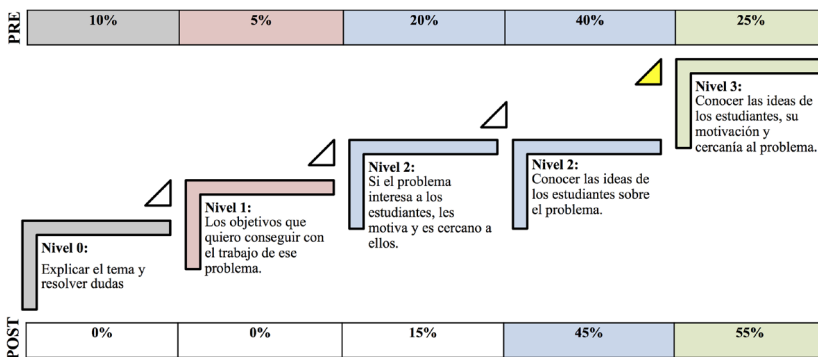 PRE
10% 5% 20% 40% 25%
Nivel 3:
Conocer las ideas de
los estudiantes, su
motivación y
cercanía al problema.
Nivel 2:
Si el problema
interesa a los
estudiantes, les
motiva y es cercano a
ellos.
Nivel 2:
Conocer las ideas de
los estudiantes sobre
el problema.
Nivel 1:
Los objetivos que
quiero conseguir con
el trabajo de ese
problema.
Nivel 0:
Explicar el tema y
resolver dudas
POST
0% 0% 15% 45% 55%